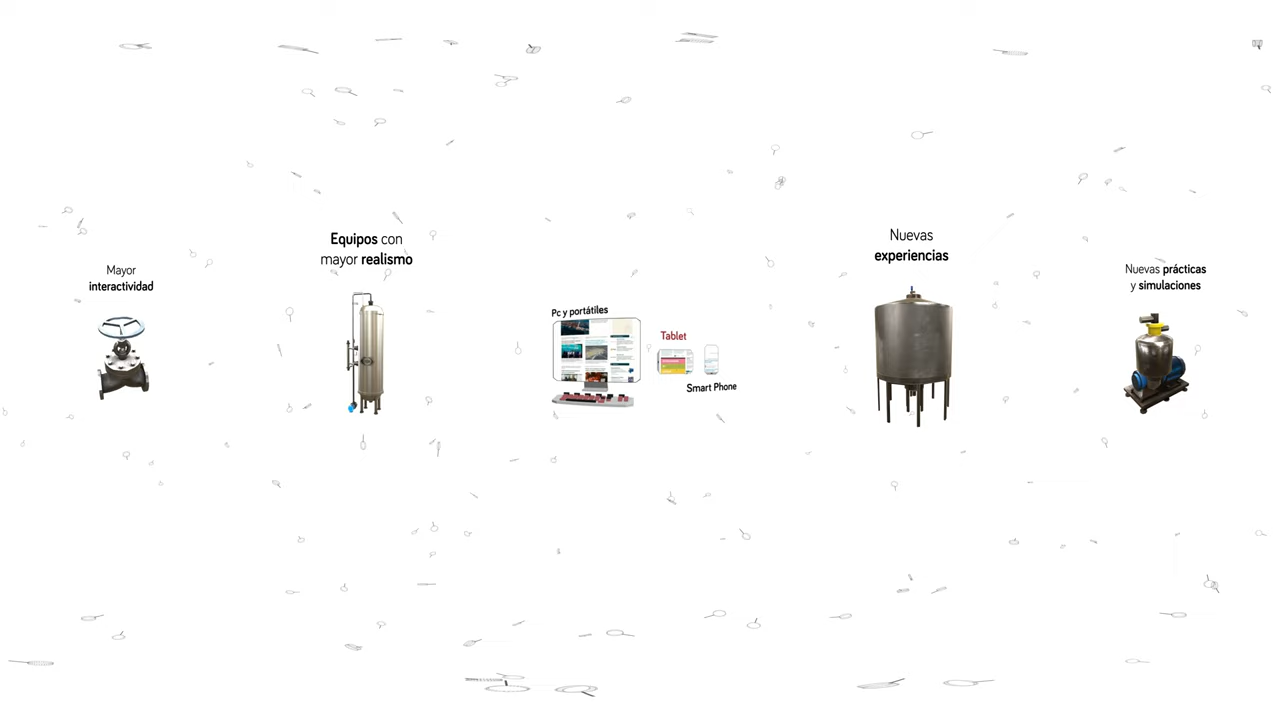 Mayor
interactividad
Equipos con
mayor realismo
Pc y portátiles
Tablet
Smart Phone
Nuevas
experiencias
Nuevas prácticas
y simulaciones